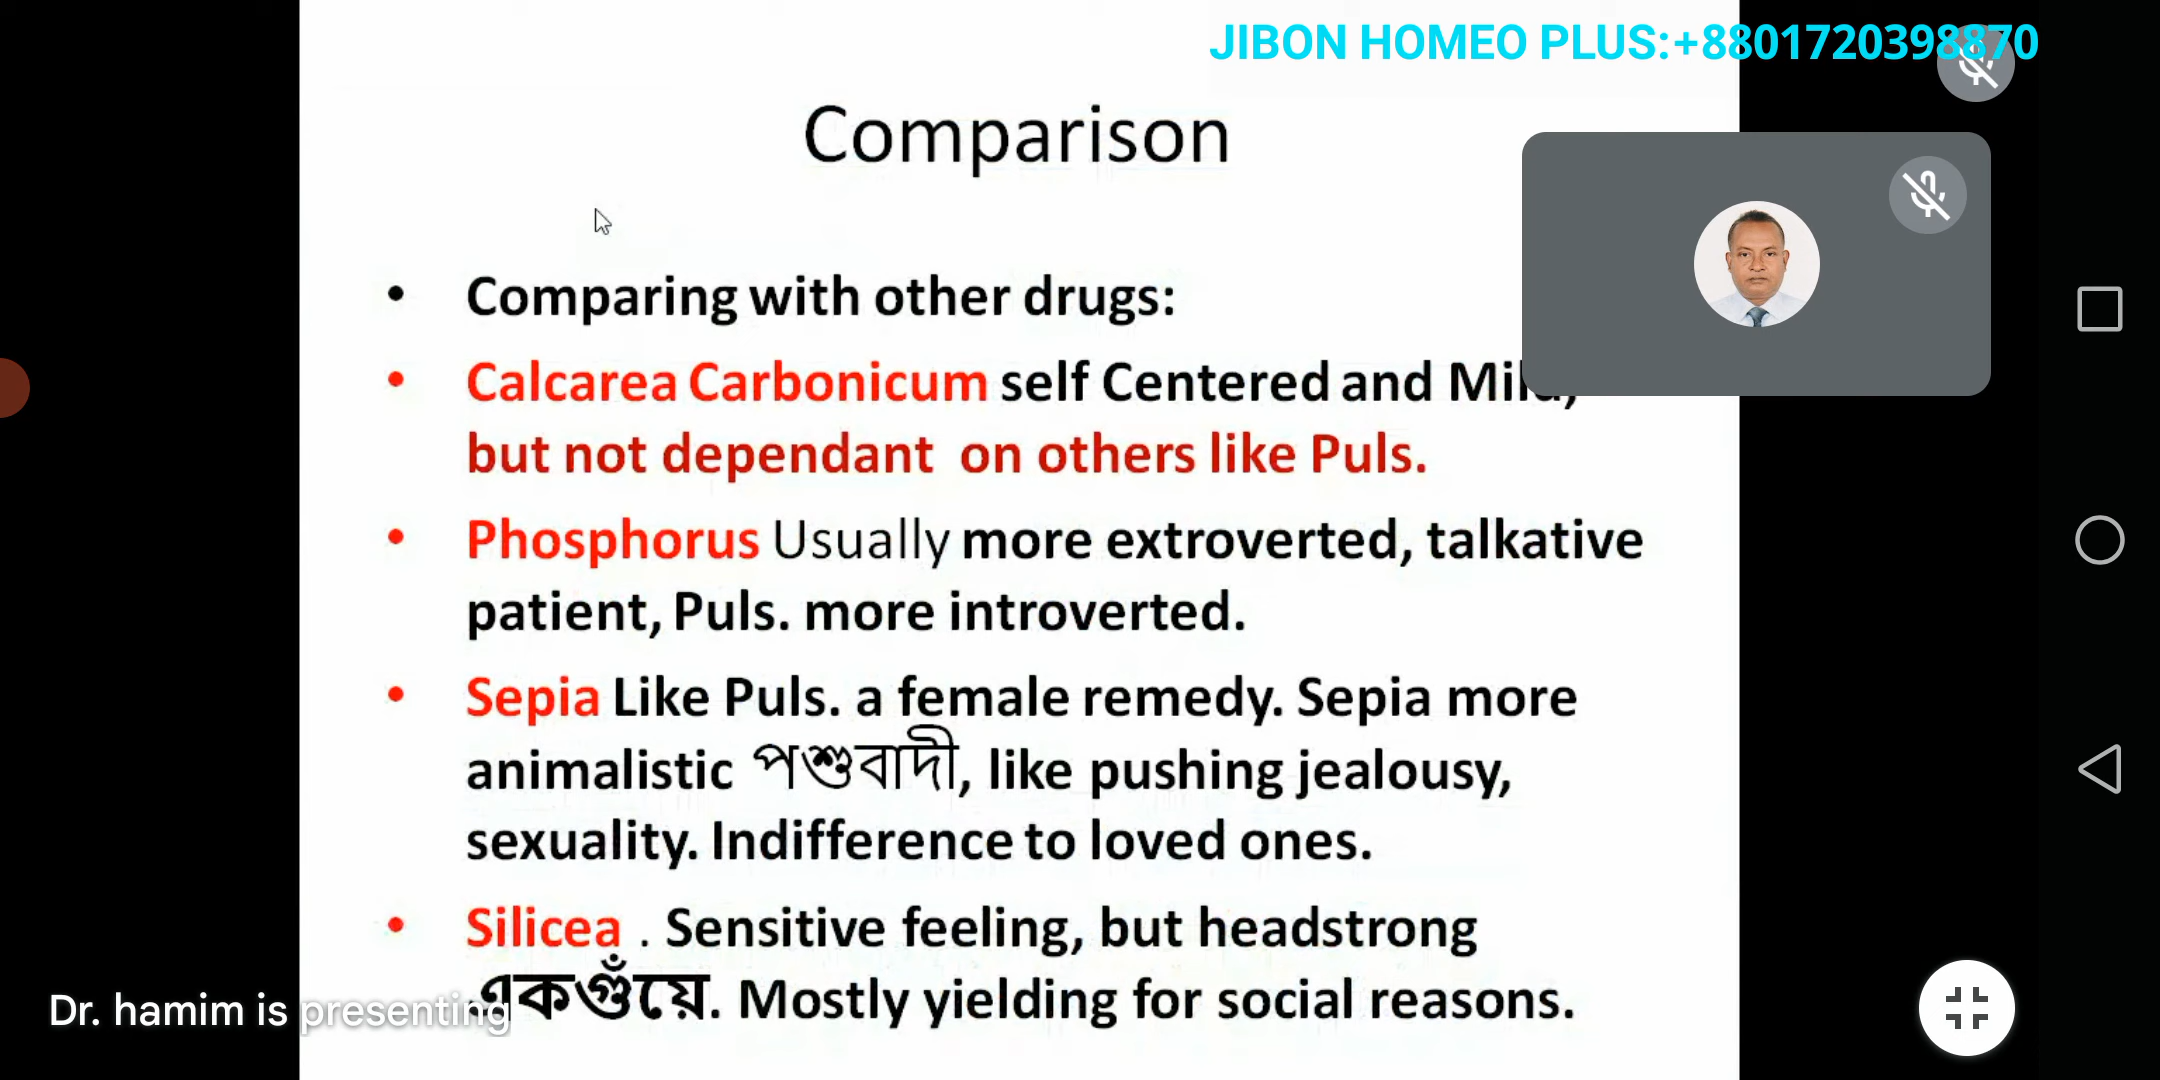 JIBON HOMEO PLUS:+8801720398870
Comparison
• Comparing with other drugs:
• Calcarea Carbonicum self Centered and Mild,
but not dependant on others like Puls.
• Phosphorus Usually more extroverted, talkative
patient, Puls. more introverted.
• Sepia Like Puls. a female remedy. Sepia more
animalistic পশুবাদী, like pushing jealousy,
sexuality. Indifference to loved ones.
• Silicea . Sensitive feeling, but headstrong
একগুঁয়ে. Mostly yielding for social reasons.
Dr. hamim is presenting